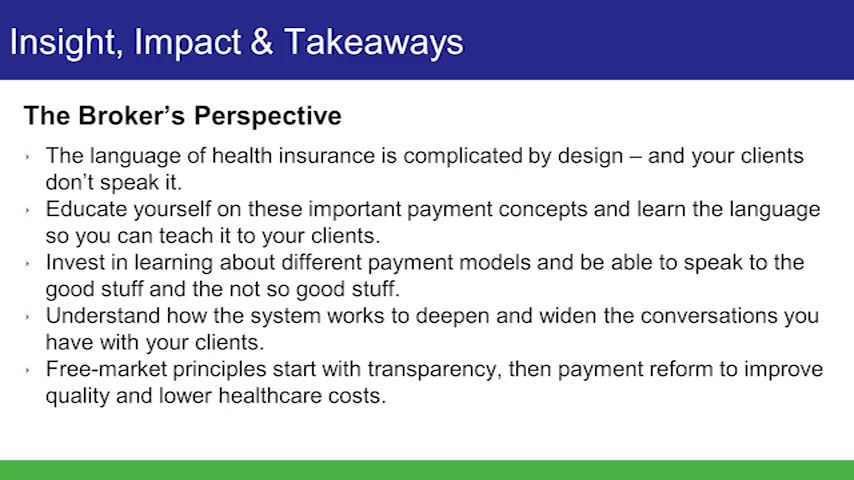 Insight, Impact & Takeaways
The Broker's Perspective
The language of health insurance is complicated by design – and your clients
don't speak it.
Educate yourself on these important payment concepts and learn the language
so you can teach it to your clients.
Invest in learning about different payment models and be able to speak to the
good stuff and the not so good stuff.
Understand how the system works to deepen and widen the conversations you
have with your clients.
Free-market principles start with transparency, then payment reform to improve
quality and lower healthcare costs.